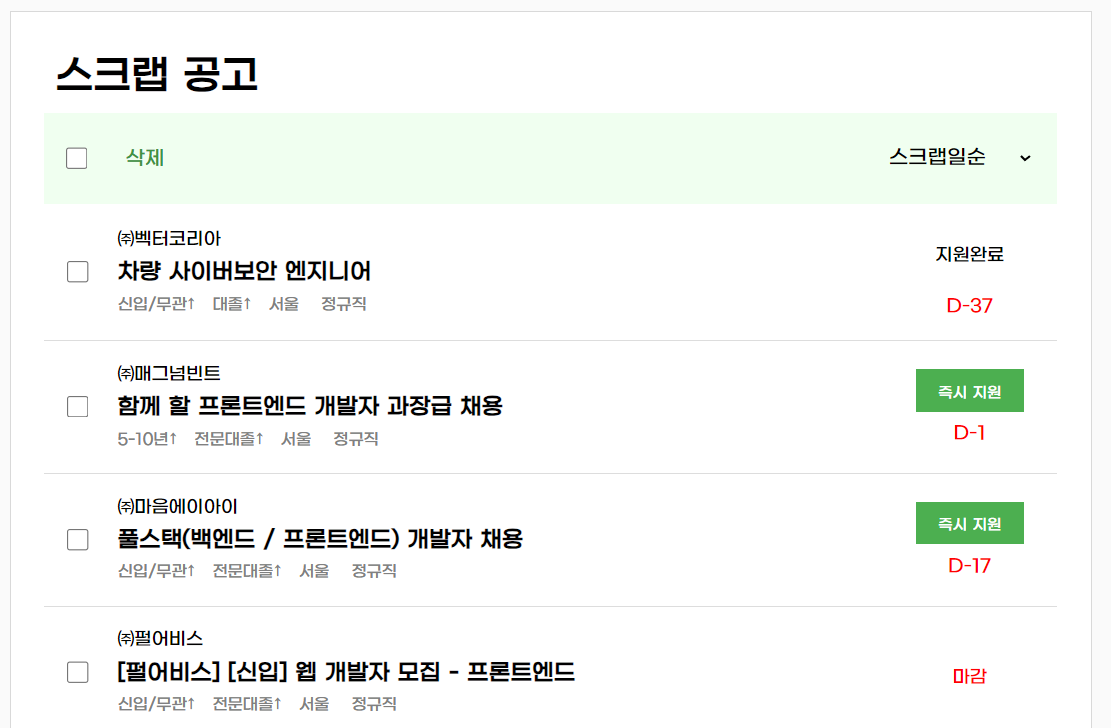 스크랩 공고
삭제 스크랩일순
㈜벡터코리아
차량 사이버보안 엔지니어
신입/무관↑ 대졸↑ 서울 정규직
지원완료
D-37
㈜매그넘빈트
함께 할 프론트엔드 개발자 과장급 채용
5-10년↑ 전문대졸↑ 서울 정규직
즉시 지원
D-1
㈜마음에이아이
풀스택(백엔드 / 프론트엔드) 개발자 채용
신입/무관↑ 전문대졸↑ 서울 정규직
즉시 지원
D-17
㈜펄어비스
[펄어비스] [신입] 웹 개발자 모집 - 프론트엔드
신입/무관↑ 전문대졸↑ 서울 정규직
마감